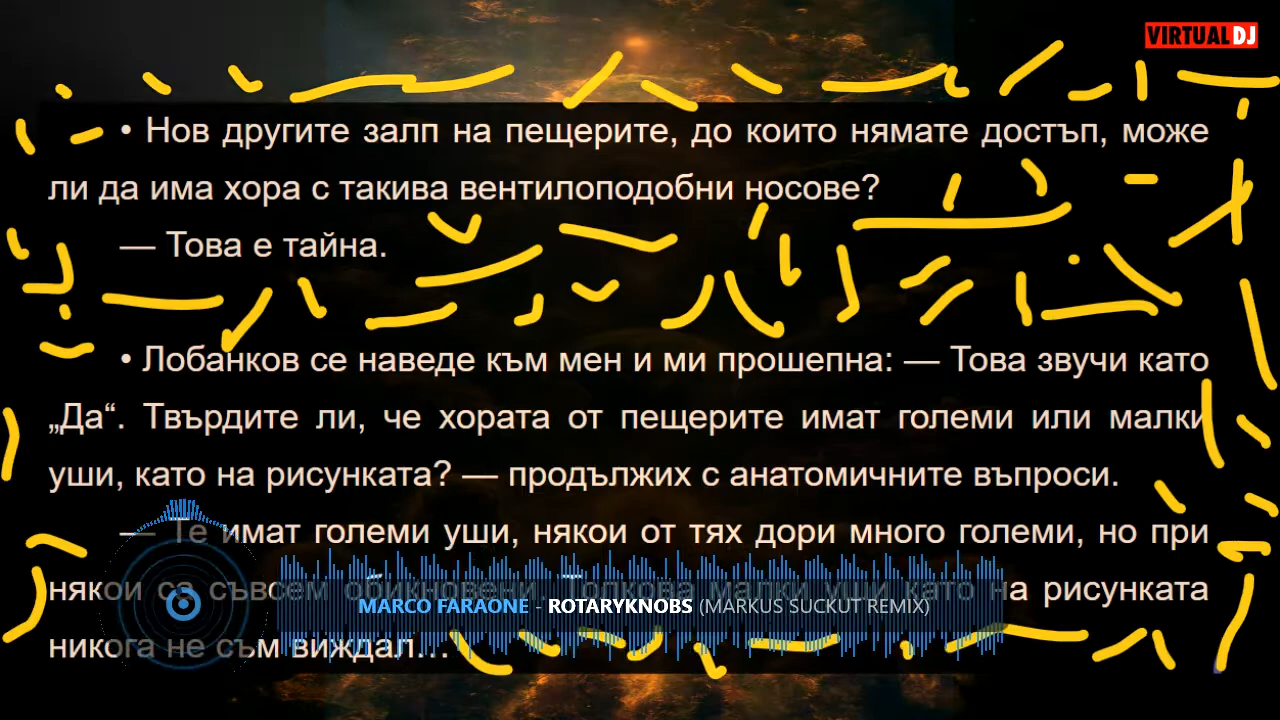 VIRTUAL DJ
• Нов другите залп на пещерите, до които нямате достъп, може
ли да има хора с такива вентилоподобни носове?
— Това е тайна.
• Лобанков се наведе към мен и ми прошепна: — Това звучи като
„Да“. Твърдите ли, че хората от пещерите имат големи или малки
уши, като на рисунката? — продължих с анатомичните въпроси.
— Те имат големи уши, някои от тях дори много големи, но при
някои са съвсем обикновени. Толкова малки уши като на рисунката
MARCO FARAONE - ROTARYKNOBS (MARKUS SUCKUT REMIX)
никога не съм виждал…